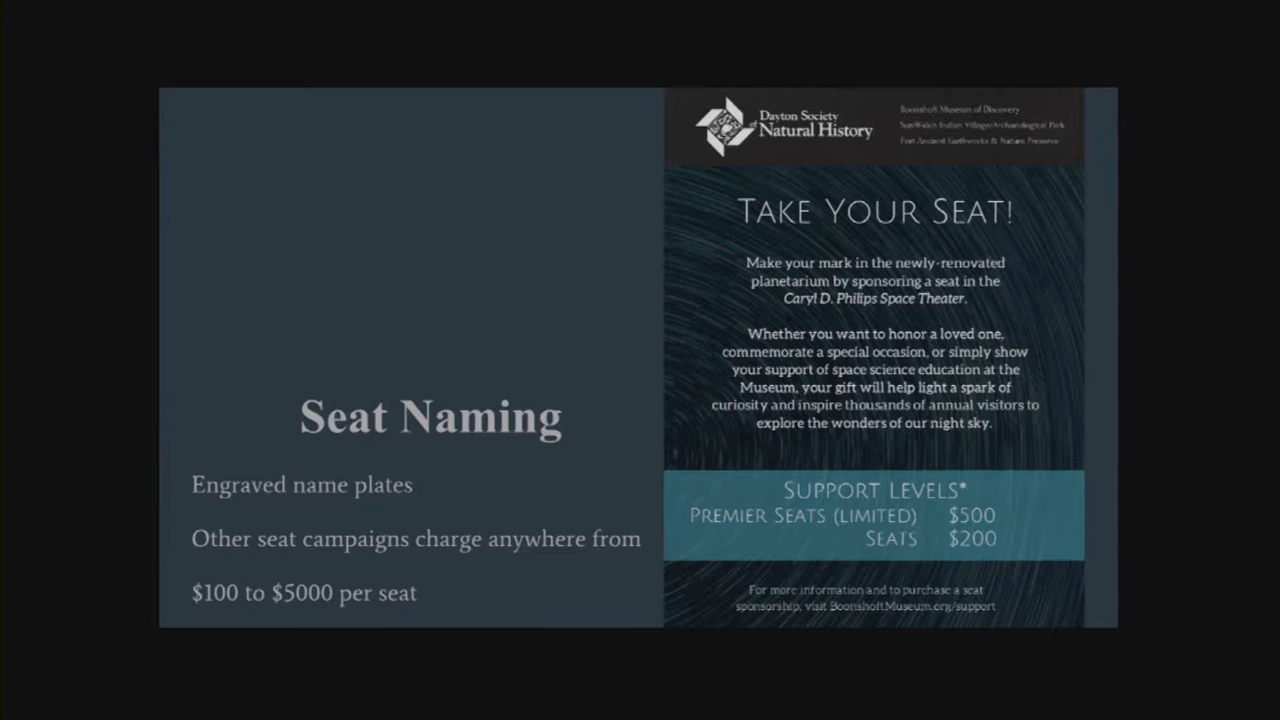 Seat Naming
Engraved name plates
Other seat campaigns charge anywhere from
$100 to $5000 per seat
Dayton Society
of Natural History
Boonshoft Museum of Discovery
SunWatch Indian Village/Archaeological Park
Fort Ancient Earthworks & Nature Preserve
TAKE YOUR SEAT!
Make your mark in the newly-renovated
planetarium by sponsoring a seat in the
Caryl D. Philips Space Theater.
Whether you want to honor a loved one,
commemorate a special occasion, or simply show
your support of space science education at the
Museum, your gift will help light a spark of
curiosity and inspire thousands of annual visitors to
explore the wonders of our night sky.
SUPPORT LEVELS*
PREMIER SEATS (LIMITED) $500
SEATS $200
For more information and to purchase a seat
sponsorship, visit BoonshoftMuseum.org/support